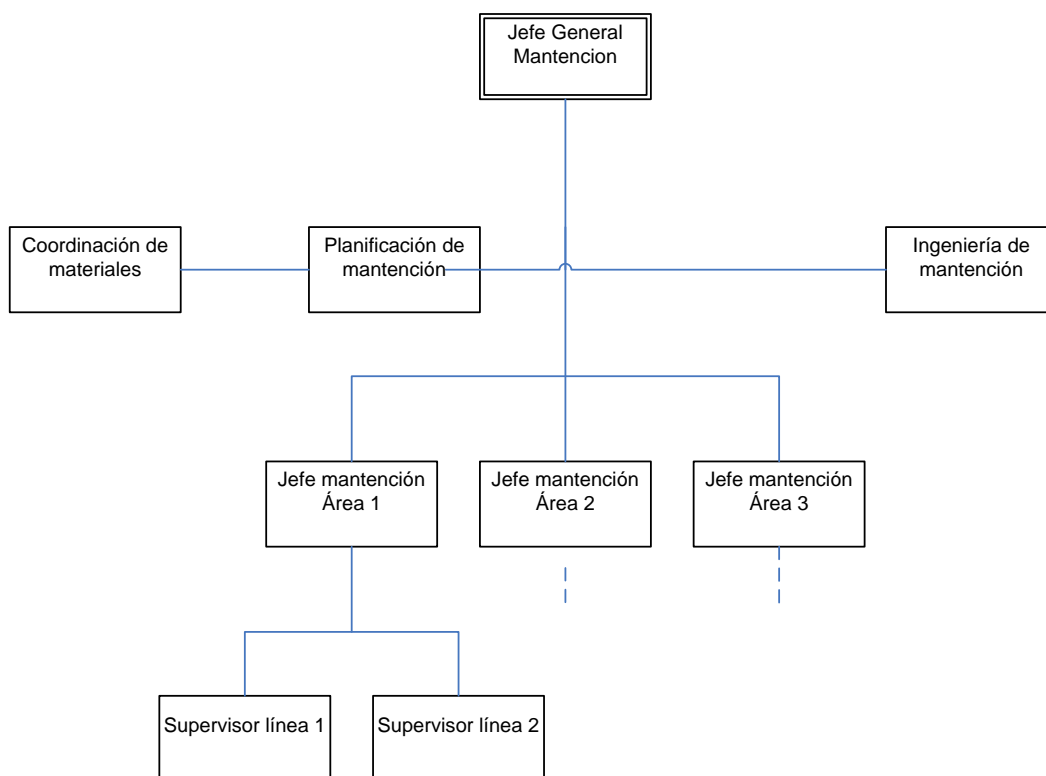 Jefe General
Mantencion
Coordinación de
materiales
Planificación de
mantención
Ingeniería de
mantención
Jefe mantención
Área 1
Jefe mantención
Área 2
Jefe mantención
Área 3
Supervisor línea 1
Supervisor línea 2